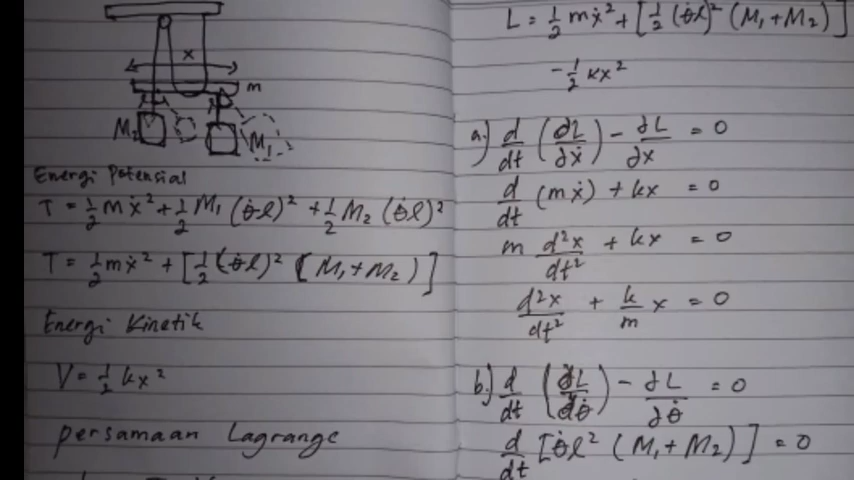 x
m
M₂
M₁
Energi Potensial
T = ½ mẋ² + ½ M₁ (θ̇l)² + ½ M₂ (θ̇l)²
T = ½ mẋ² + [½ (θ̇l)² (M₁ + M₂)]
Energi Kinetik
V = ½ kx²
persamaan Lagrange
L = ½ mẋ² + [½ (θ̇l)² (M₁ + M₂)]
- ½ kx²
a.) d/dt (∂L/∂ẋ) - ∂L/∂x = 0
d/dt (mẋ) + kx = 0
m d²x/dt² + kx = 0
d²x/dt² + k/m x = 0
b.) d/dt (∂L/∂θ̇) - ∂L/∂θ̇ = 0
d/dt [θ̇l² (M₁ + M₂)] = 0